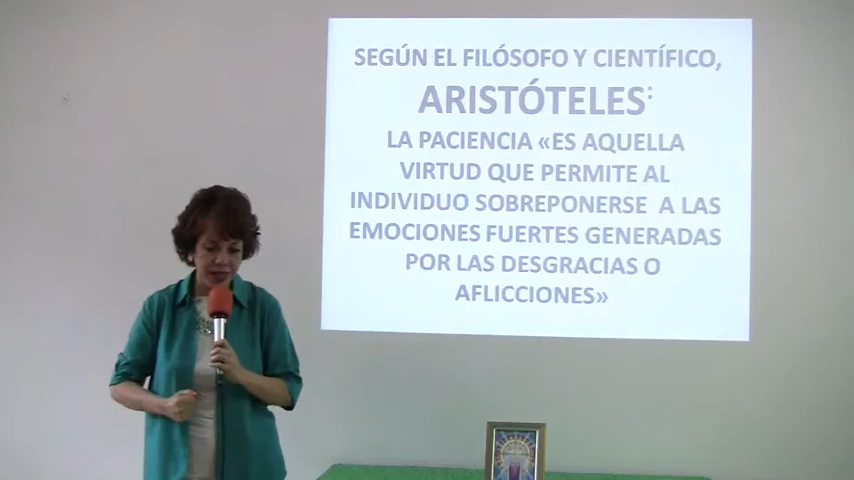 SEGÚN EL FILÓSOFO Y CIENTÍFICO,
ARISTÓTELES:
LA PACIENCIA «ES AQUELLA
VIRTUD QUE PERMITE AL
INDIVIDUO SOBREPONERSE A LAS
EMOCIONES FUERTES GENERADAS
POR LAS DESGRACIAS O
AFLICCIONES»